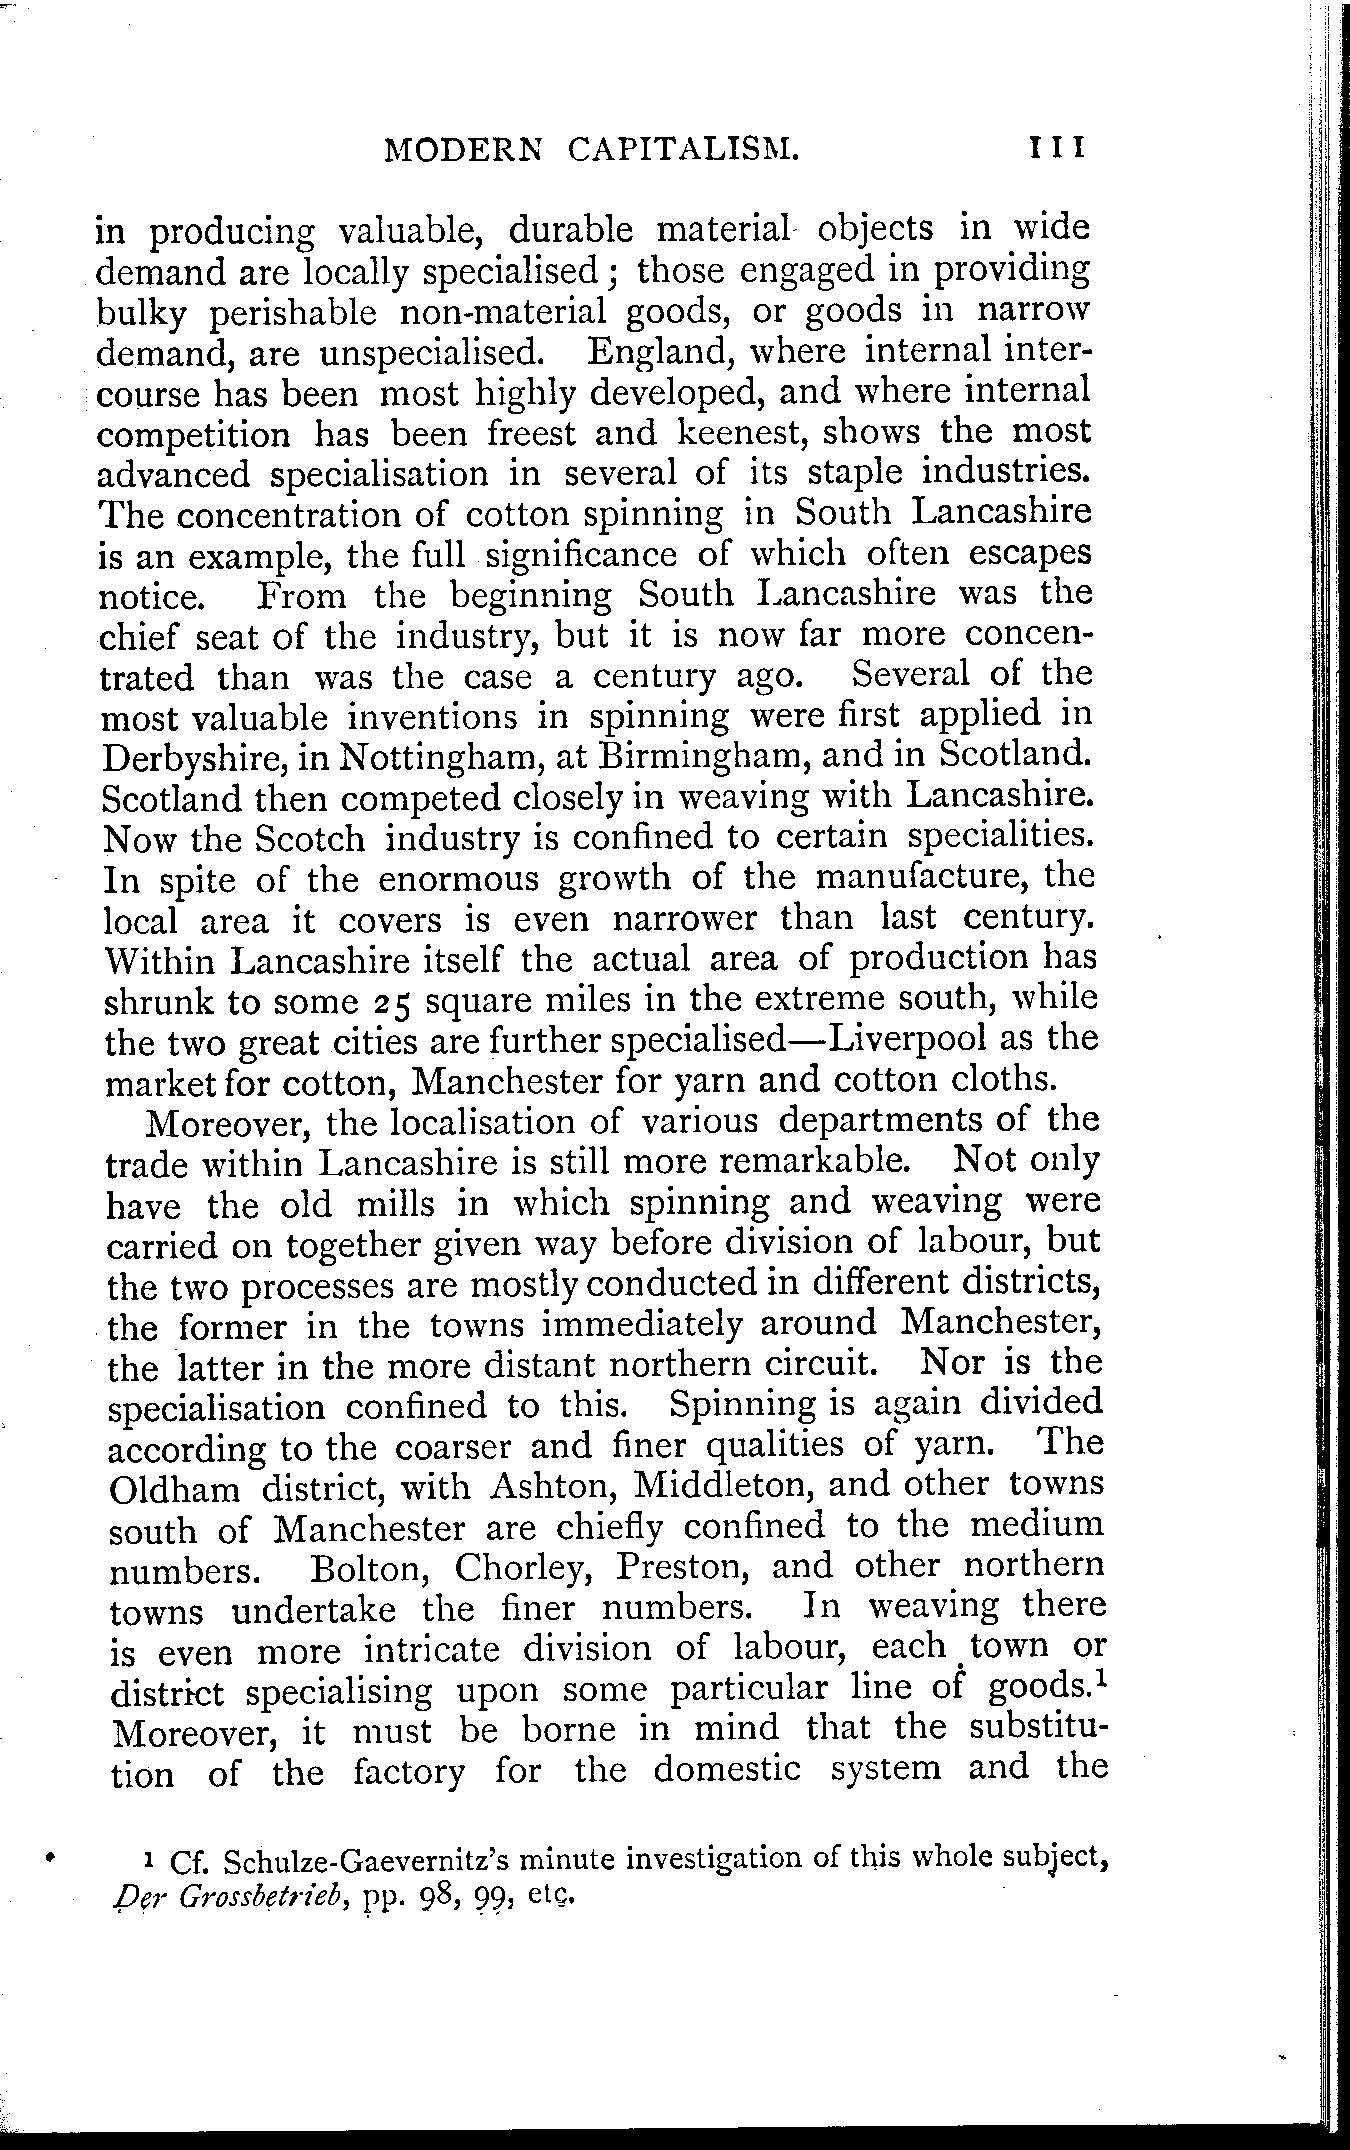 MODERN CAPITALISM. 111
in producing valuable, durable material objects in wide
demand are locally specialised; those engaged in providing
bulky perishable non-material goods, or goods in narrow
demand, are unspecialised. England, where internal inter-
course has been most highly developed, and where internal
competition has been freest and keenest, shows the most
advanced specialisation in several of its staple industries.
The concentration of cotton spinning in South Lancashire
is an example, the full significance of which often escapes
notice. From the beginning South Lancashire was the
chief seat of the industry, but it is now far more concen-
trated than was the case a century ago. Several of the
most valuable inventions in spinning were first applied in
Derbyshire, in Nottingham, at Birmingham, and in Scotland.
Scotland then competed closely in weaving with Lancashire.
Now the Scotch industry is confined to certain specialities.
In spite of the enormous growth of the manufacture, the
local area it covers is even narrower than last century.
Within Lancashire itself the actual area of production has
shrunk to some 25 square miles in the extreme south, while
the two great cities are further specialised—Liverpool as the
market for cotton, Manchester for yarn and cotton cloths.
Moreover, the localisation of various departments of the
trade within Lancashire is still more remarkable. Not only
have the old mills in which spinning and weaving were
carried on together given way before division of labour, but
the two processes are mostly conducted in different districts,
the former in the towns immediately around Manchester,
the latter in the more distant northern circuit. Nor is the
specialisation confined to this. Spinning is again divided
according to the coarser and finer qualities of yarn. The
Oldham district, with Ashton, Middleton, and other towns
south of Manchester are chiefly confined to the medium
numbers. Bolton, Chorley, Preston, and other northern
towns undertake the finer numbers. In weaving there
is even more intricate division of labour, each town or
district specialising upon some particular line of goods.¹
Moreover, it must be borne in mind that the substitu-
tion of the factory for the domestic system and the
¹ Cf. Schulze-Gaevernitz's minute investigation of this whole subject,
Der Grossbetrieb, pp. 98, 99, etc.